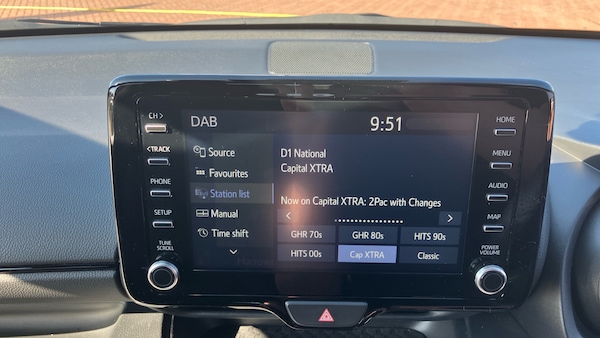 CH >
< TRACK
PHONE
SETUP
TUNE
SCROLL
DAB
9:51
Source
Favourites
Station list
Manual
Time shift
D1 National
Capital XTRA
Now on Capital XTRA: 2Pac with Changes
GHR 70s
GHR 80s
HITS 90s
HITS 00s
Cap XTRA
Classic
HOME
MENU
AUDIO
MAP
POWER
VOLUME